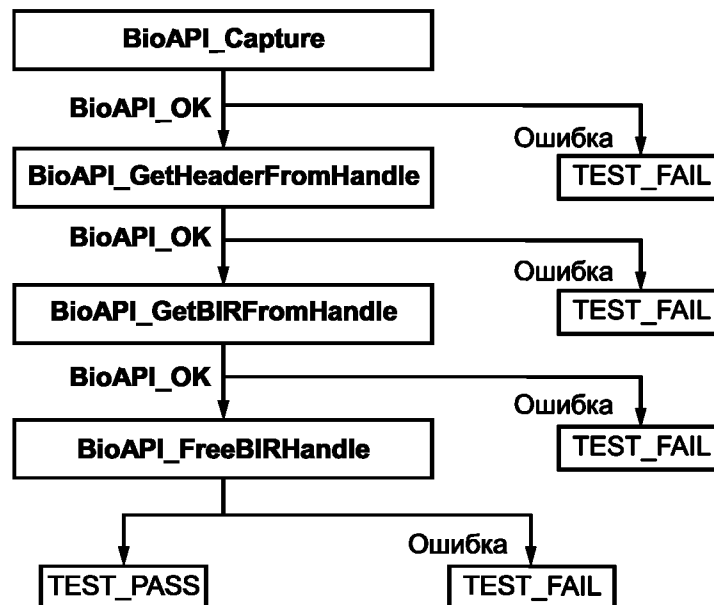 BioAPI_Capture
BioAPI_OK
Ошибка
BioAPI_GetHeaderFromHandle
TEST_FAIL
BioAPI_OK
Ошибка
BioAPI_GetBIRFromHandle
TEST_FAIL
BioAPI_OK
Ошибка
BioAPI_FreeBIRHandle
TEST_FAIL
Ошибка
TEST_PASS
TEST_FAIL